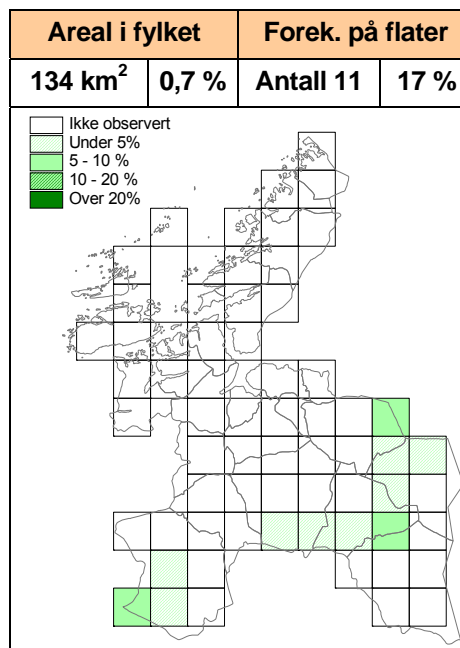 Areal i fylket Forek. på flater
134 km² 0,7 % Antall 11 17 %
Ikke observert
Under 5%
5 - 10 %
10 - 20 %
Over 20%